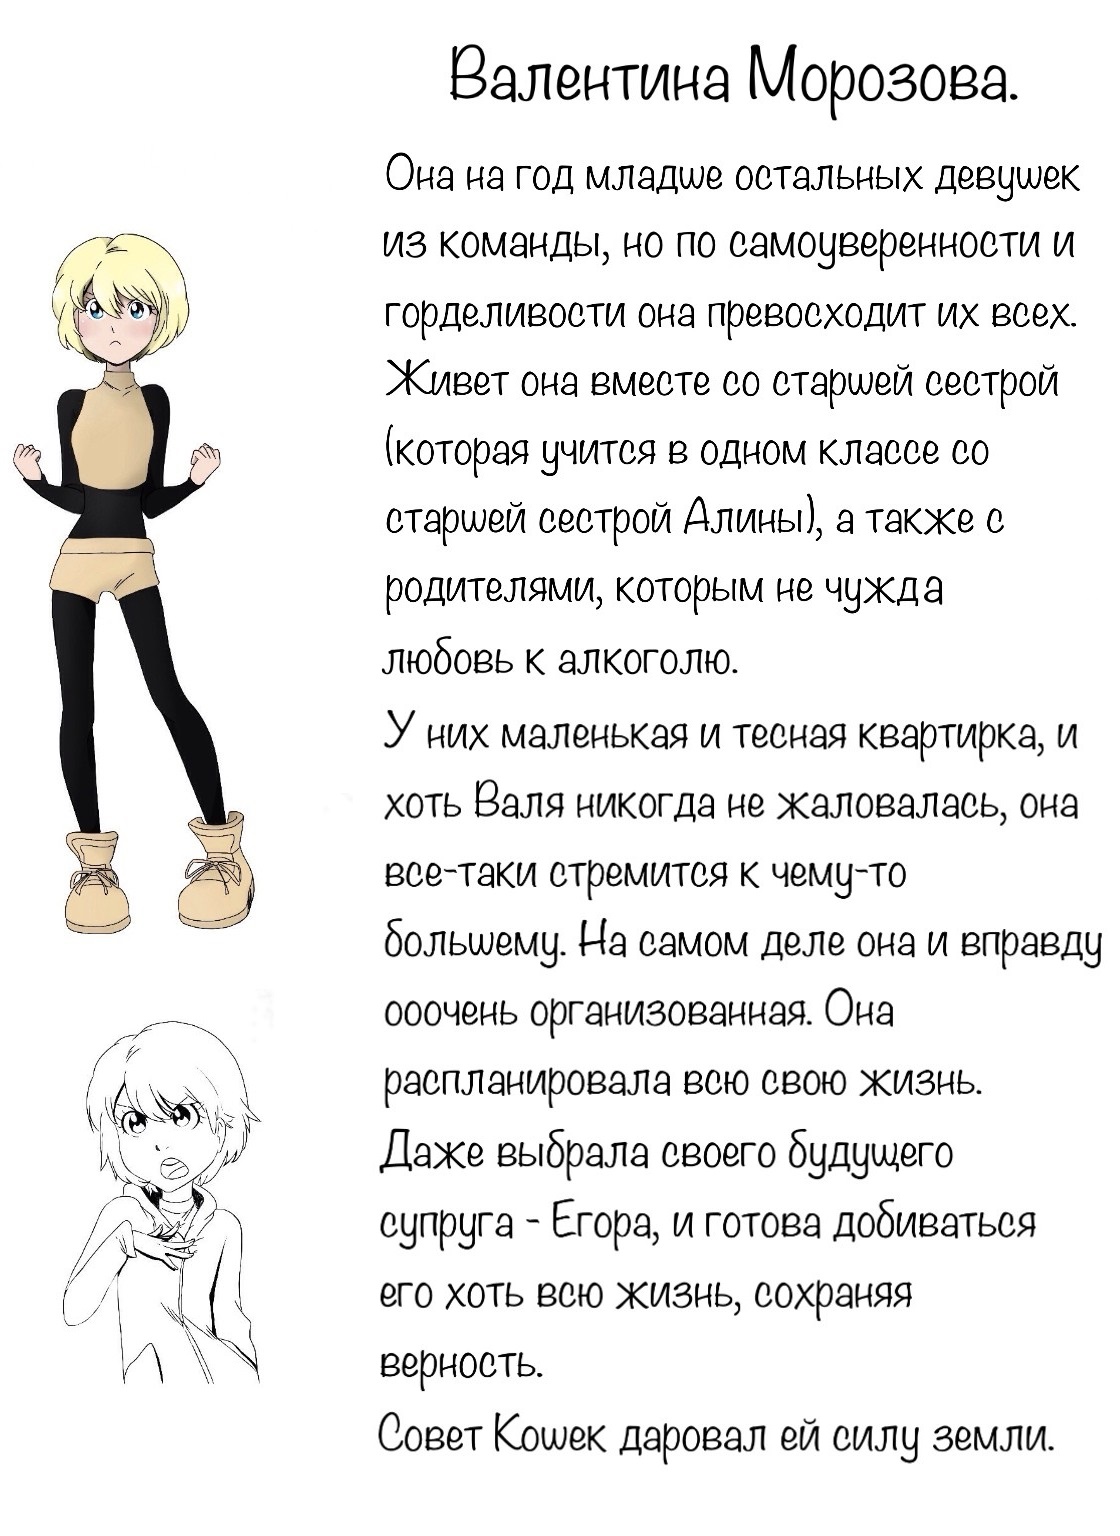 Валентина Морозова.
Она на год младше остальных девушек
из команды, но по самоуверенности и
горделивости она превосходит их всех.
Живет она вместе со старшей сестрой
(которая учится в одном классе со
старшей сестрой Алины), а также с
родителями, которым не чужда
любовь к алкоголю.
У них маленькая и тесная квартирка, и
хоть Валя никогда не жаловалась, она
все-таки стремится к чему-то
большему. На самом деле она и вправду
ооочень организованная. Она
распланировала всю свою жизнь.
Даже выбрала своего будущего
супруга - Егора, и готова добиваться
его хоть всю жизнь, сохраняя
верность.
Совет Кошек даровал ей силу земли.